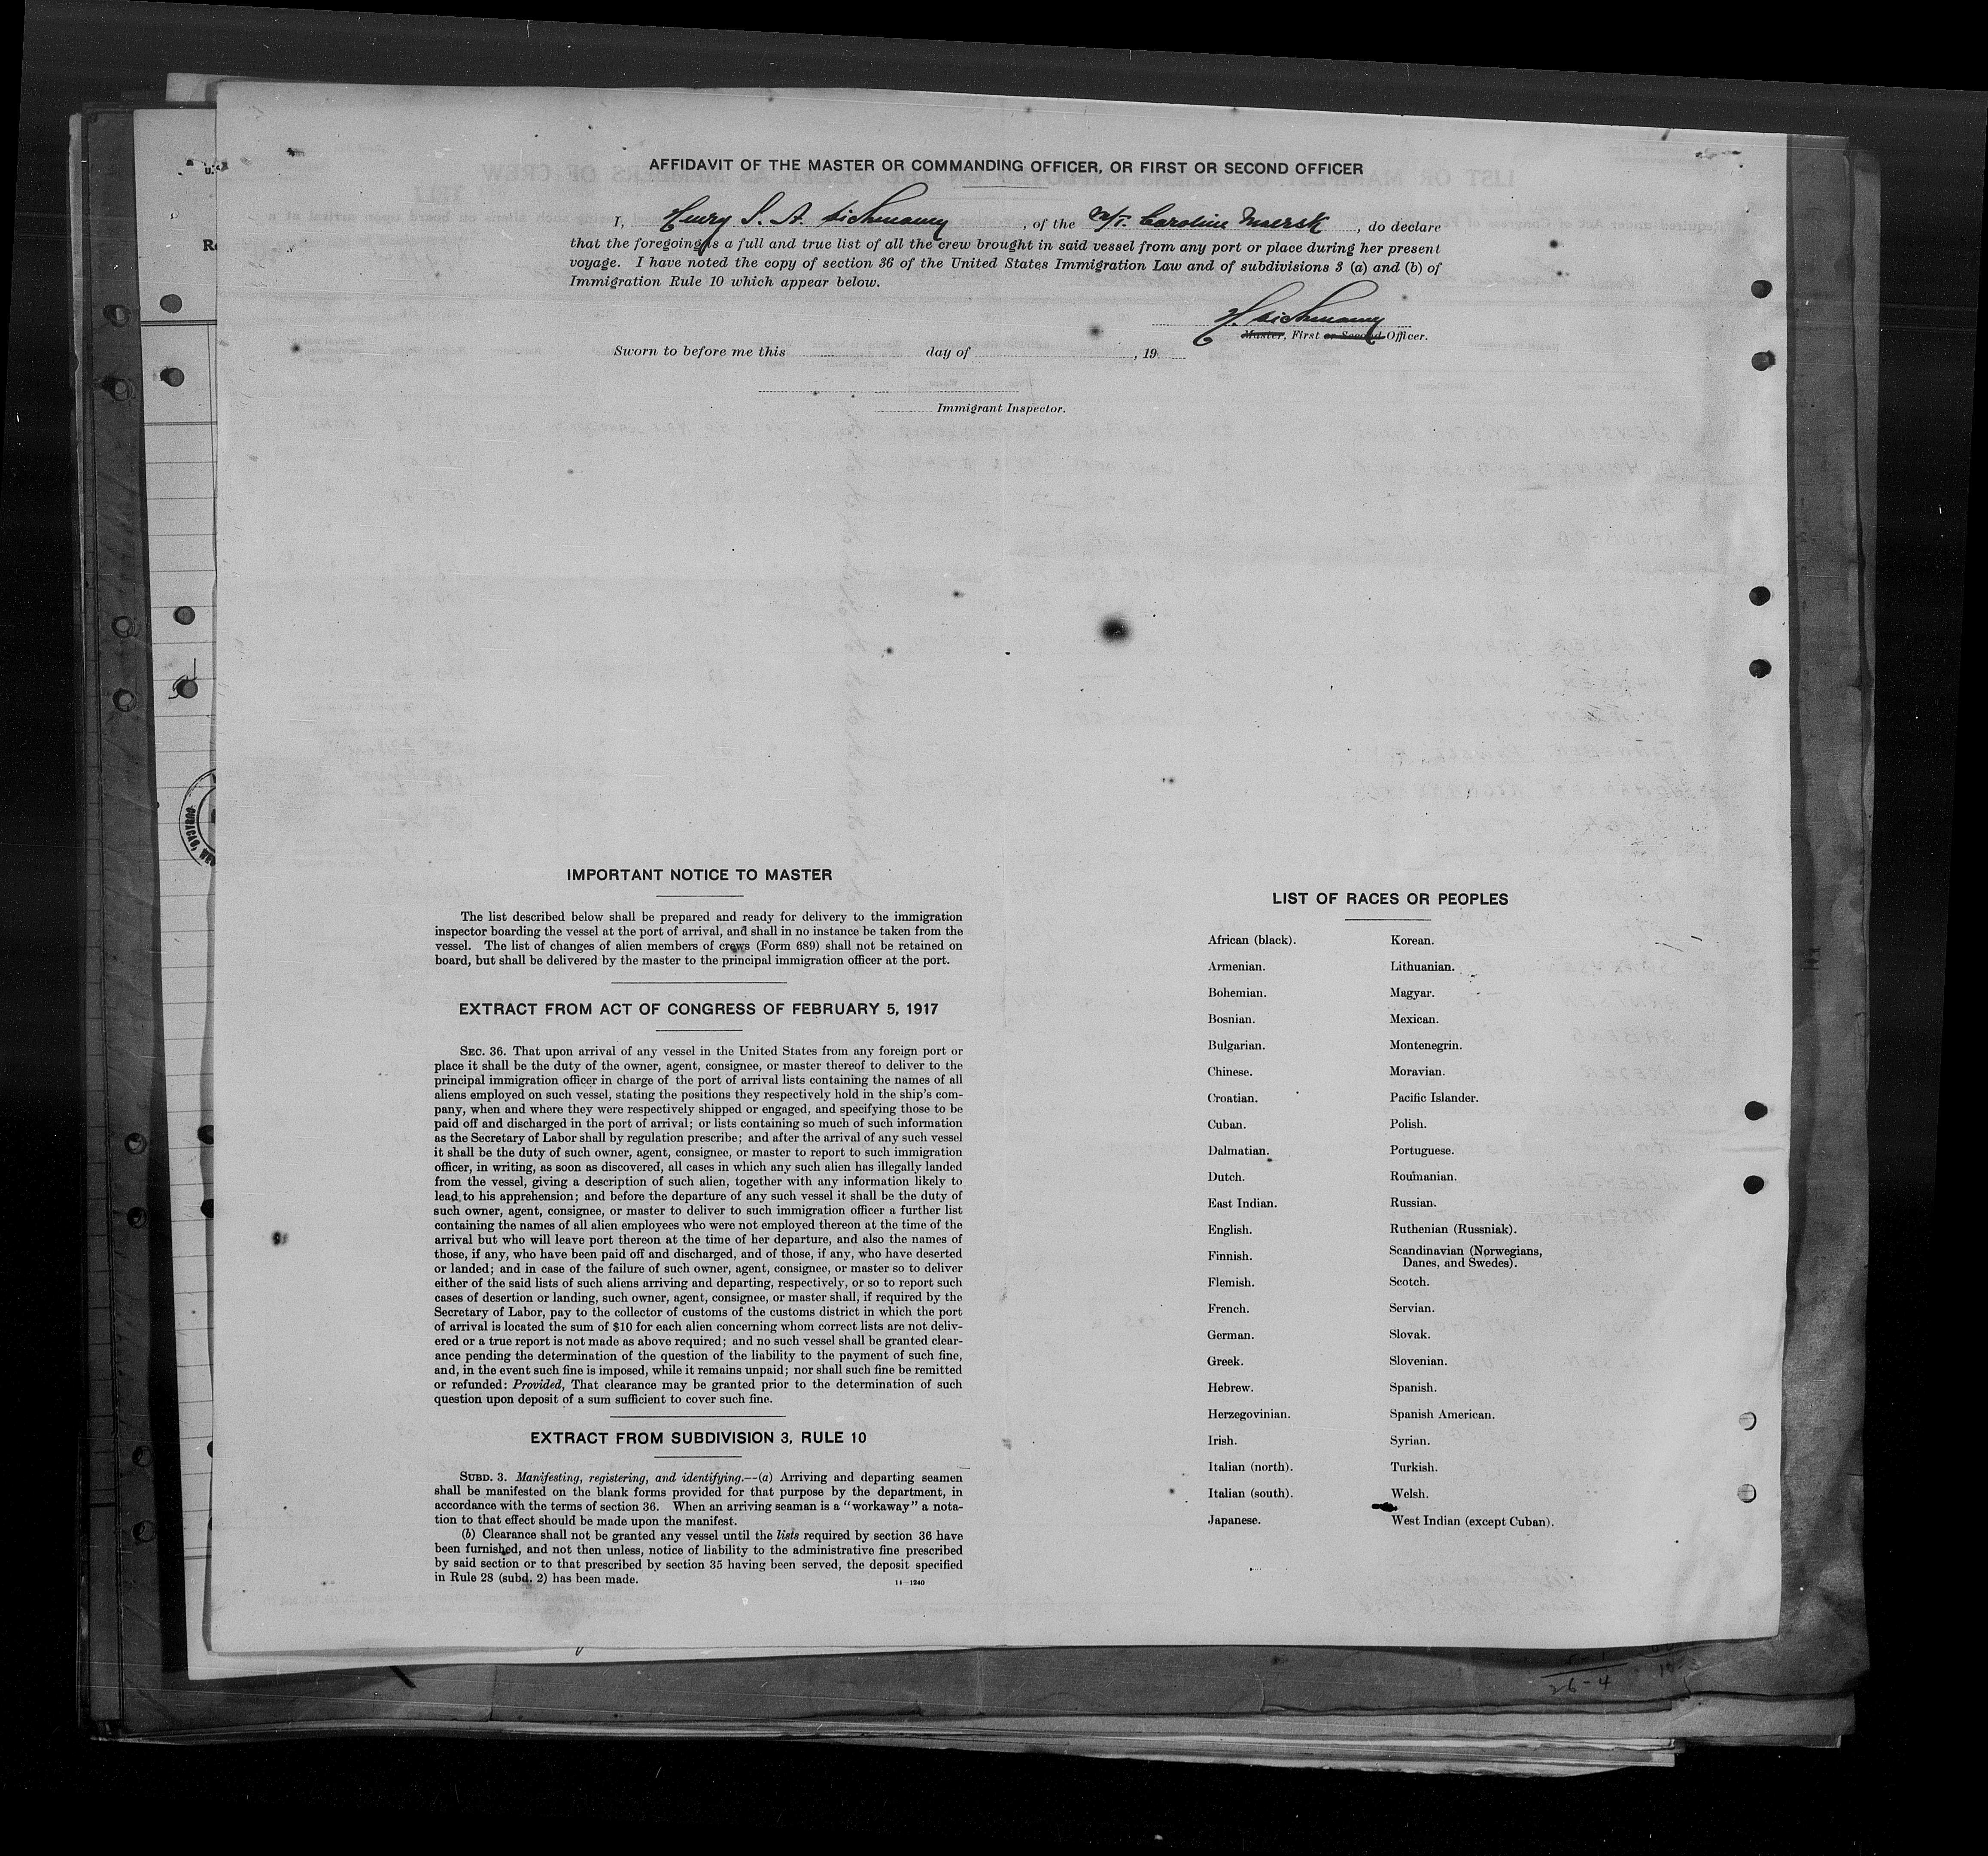 AFFIDAVIT OF THE MASTER OR COMMANDING OFFICER, OR FIRST OR SECOND OFFICER
I, Henry S. A. , of the M/T. Caroline Maersk , do declare
that the foregoing is a full and true list of all the crew brought in said vessel from any port or place during her present
voyage. I have noted the copy of section 36 of the United States Immigration Law and of subdivisions 3 (a) and (b) of
Immigration Rule 10 which appear below.
Master, First or Second Officer.
Sworn to before me this day of , 19
Immigrant Inspector.
IMPORTANT NOTICE TO MASTER
The list described below shall be prepared and ready for delivery to the immigration
inspector boarding the vessel at the port of arrival, and shall in no instance be taken from the
vessel. The list of changes of alien members of crews (Form 689) shall not be retained on
board, but shall be delivered by the master to the principal immigration officer at the port.
EXTRACT FROM ACT OF CONGRESS OF FEBRUARY 5, 1917
SEC. 36. That upon arrival of any vessel in the United States from any foreign port or
place it shall be the duty of the owner, agent, consignee, or master thereof to deliver to the
principal immigration officer in charge of the port of arrival lists containing the names of all
aliens employed on such vessel, stating the positions they respectively hold in the ship's com-
pany, when and where they were respectively shipped or engaged, and specifying those to be
paid off and discharged in the port of arrival; or lists containing so much of such information
as the Secretary of Labor shall by regulation prescribe; and after the arrival of any such vessel
it shall be the duty of such owner, agent, consignee, or master to report to such immigration
officer, in writing, as soon as discovered, all cases in which any such alien has illegally landed
from the vessel, giving a description of such alien, together with any information likely to
lead to his apprehension; and before the departure of any such vessel it shall be the duty of
such owner, agent, consignee, or master to deliver to such immigration officer a further list
containing the names of all alien employees who were not employed thereon at the time of the
arrival but who will leave port thereon at the time of her departure, and also the names of
those, if any, who have been paid off and discharged, and of those, if any, who have deserted
or landed; and in case of the failure of such owner, agent, consignee, or master so to deliver
either of the said lists of such aliens arriving and departing, respectively, or so to report such
cases of desertion or landing, such owner, agent, consignee, or master shall, if required by the
Secretary of Labor, pay to the collector of customs of the customs district in which the port
of arrival is located the sum of $10 for each alien concerning whom correct lists are not deliv-
ered or a true report is not made as above required; and no such vessel shall be granted clear-
ance pending the determination of the question of the liability to the payment of such fine,
and, in the event such fine is imposed, while it remains unpaid; nor shall such fine be remitted
or refunded: Provided, That clearance may be granted prior to the determination of such
question upon deposit of a sum sufficient to cover such fine.
EXTRACT FROM SUBDIVISION 3, RULE 10
SUBD. 3. Manifesting, registering, and identifying.—(a) Arriving and departing seamen
shall be manifested on the blank forms provided for that purpose by the department, in
accordance with the terms of section 36. When an arriving seaman is a "workaway" a nota-
tion to that effect should be made upon the manifest.
(b) Clearance shall not be granted any vessel until the lists required by section 36 have
been furnished, and not then unless, notice of liability to the administrative fine prescribed
by said section or to that prescribed by section 35 having been served, the deposit specified
in Rule 28 (subd. 2) has been made.
14—1240
LIST OF RACES OR PEOPLES
African (black).
Armenian.
Bohemian.
Bosnian.
Bulgarian.
Chinese.
Croatian.
Cuban.
Dalmatian.
Dutch.
East Indian.
English.
Finnish.
Flemish.
French.
German.
Greek.
Hebrew.
Herzegovinian.
Irish.
Italian (north).
Italian (south).
Japanese.
Korean.
Lithuanian.
Magyar.
Mexican.
Montenegrin.
Moravian.
Pacific Islander.
Polish.
Portuguese.
Roumanian.
Russian.
Ruthenian (Russniak).
Scandinavian (Norwegians,
Danes, and Swedes).
Scotch.
Servian.
Slovak.
Slovenian.
Spanish.
Spanish American.
Syrian.
Turkish.
Welsh.
West Indian (except Cuban).
26-4